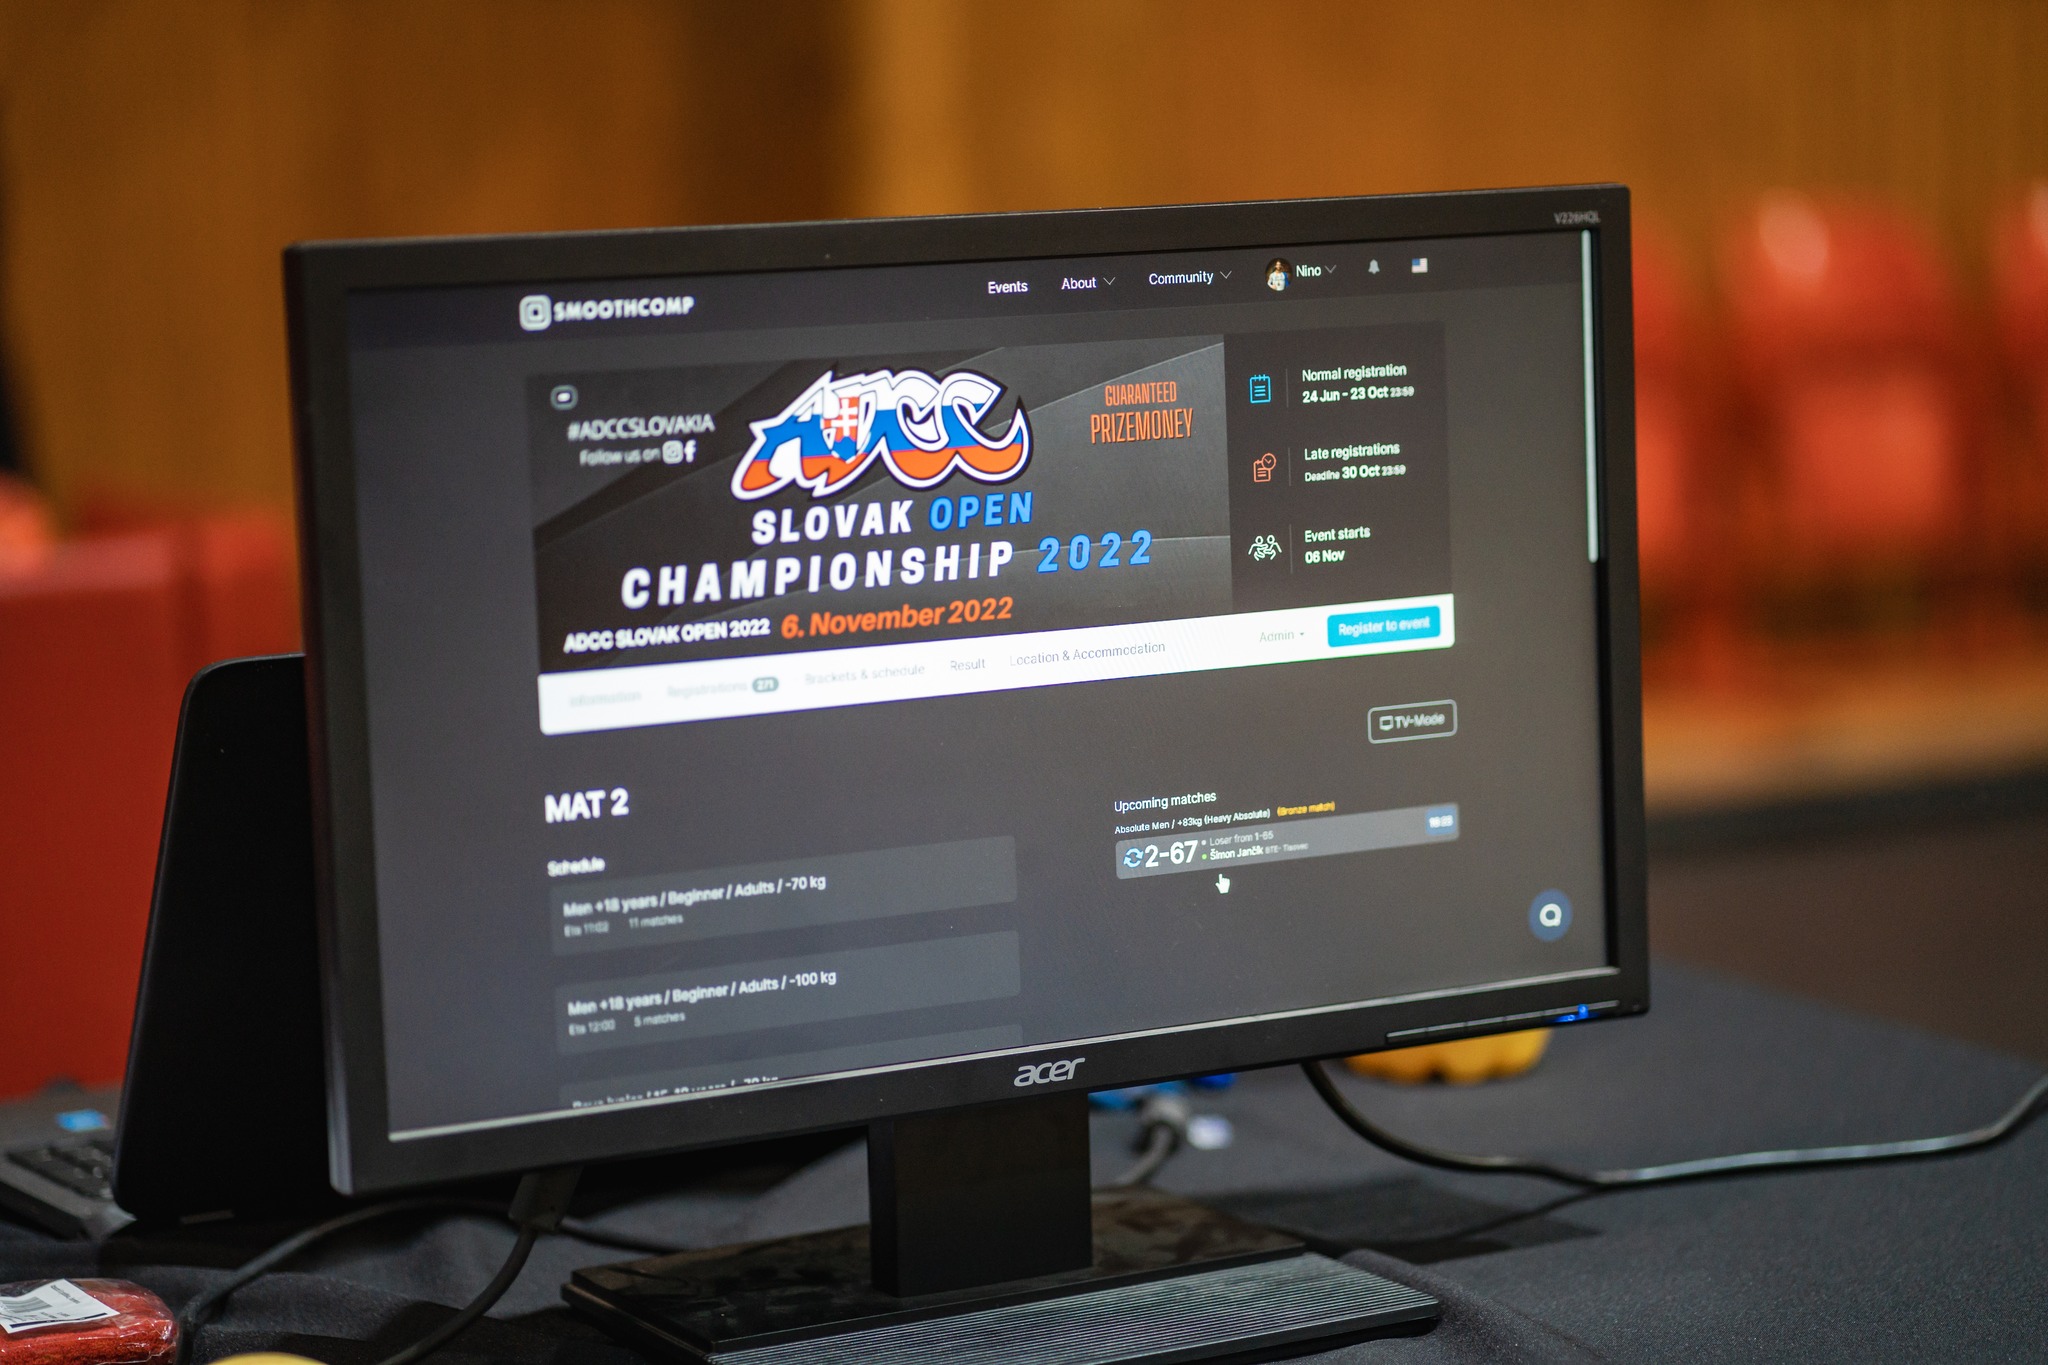 V226HQL
SMOOTHCOMP
Events
About
Community
Nino
#ADCCSLOVAKIA
Follow us on
ADCC
SLOVAK OPEN
CHAMPIONSHIP 2022
ADCC SLOVAK OPEN 2022 6. November 2022
GUARANTEED
PRIZEMONEY
Normal registration
24 Jun - 23 Oct 23:59
Late registrations
Deadline 30 Oct 23:59
Event starts
06 Nov
Information
Registrations 271
Brackets & schedule
Result
Location & Accommodation
Admin
Register to event
TV-Mode
MAT 2
Schedule
Men +18 years / Beginner / Adults / -70 kg
Eta 11:02 11 matches
Men +18 years / Beginner / Adults / -100 kg
Eta 12:00 5 matches
Upcoming matches
Absolute Men / +83kg (Heavy Absolute) (Bronze match)
2-67
Loser from 1-65
Šimon Jančík BTE- Tisovec
acer